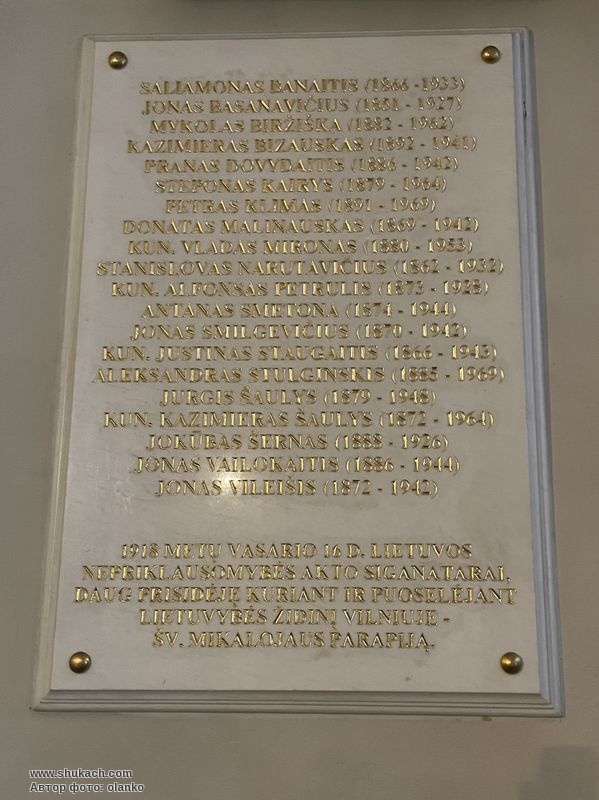 SALIAMONAS BANAITIS (1866 - 1933)
JONAS BASANAVIČIUS (1851 - 1927)
MYKOLAS BIRŽIŠKA (1882 - 1962)
KAZIMIERAS BIZAUSKAS (1892 - 1941)
PRANAS DOVYDAITIS (1886 - 1942)
STEPONAS KAIRYS (1879 - 1964)
PETRAS KLIMAS (1891 - 1969)
DONATAS MALINAUSKAS (1869 - 1942)
KUN. VLADAS MIRONAS (1880 - 1953)
STANISLOVAS NARUTAVIČIUS (1862 - 1932)
KUN. ALFONSAS PETRULIS (1873 - 1928)
ANTANAS SMETONA (1874 - 1944)
JONAS SMILGEVIČIUS (1870 - 1942)
KUN. JUSTINAS STAUGAITIS (1866 - 1943)
ALEKSANDRAS STULGINSKIS (1885 - 1969)
JURGIS ŠAULYS (1879 - 1948)
KUN. KAZIMIERAS ŠAULYS (1872 - 1964)
JOKŪBAS ŠERNAS (1888 - 1926)
JONAS VAILOKAITIS (1886 - 1944)
JONAS VILEIŠIS (1872 - 1942)
1918 METŲ VASARIO 16 D. LIETUVOS
NEPRIKLAUSOMYBĖS AKTO SIGANATARAI,
DAUG PRISIDĖJĘ KURIANT IR PUOSELĖJANT
LIETUVYBĖS ŽIDINĮ VILNIUJE -
ŠV. MIKALOJAUS PARAPIJĄ.
www.shukach.com
Автор фото: olanko